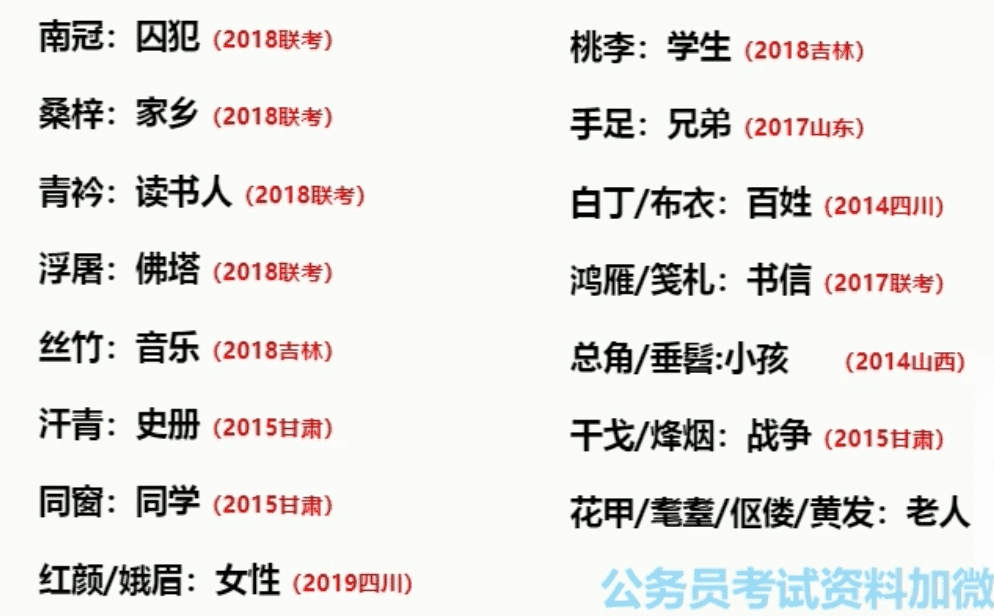 南冠：囚犯（2018联考）
桑梓：家乡（2018联考）
青衿：读书人（2018联考）
浮屠：佛塔（2018联考）
丝竹：音乐（2018吉林）
汗青：史册（2015甘肃）
同窗：同学（2015甘肃）
红颜/娥眉：女性（2019四川）
桃李：学生（2018吉林）
手足：兄弟（2017山东）
白丁/布衣：百姓（2014四川）
鸿雁/笺札：书信（2017联考）
总角/垂髫:小孩（2014山西）
干戈/烽烟：战争（2015甘肃）
花甲/耄耋/伛偻/黄发：老人
公务员考试资料加微